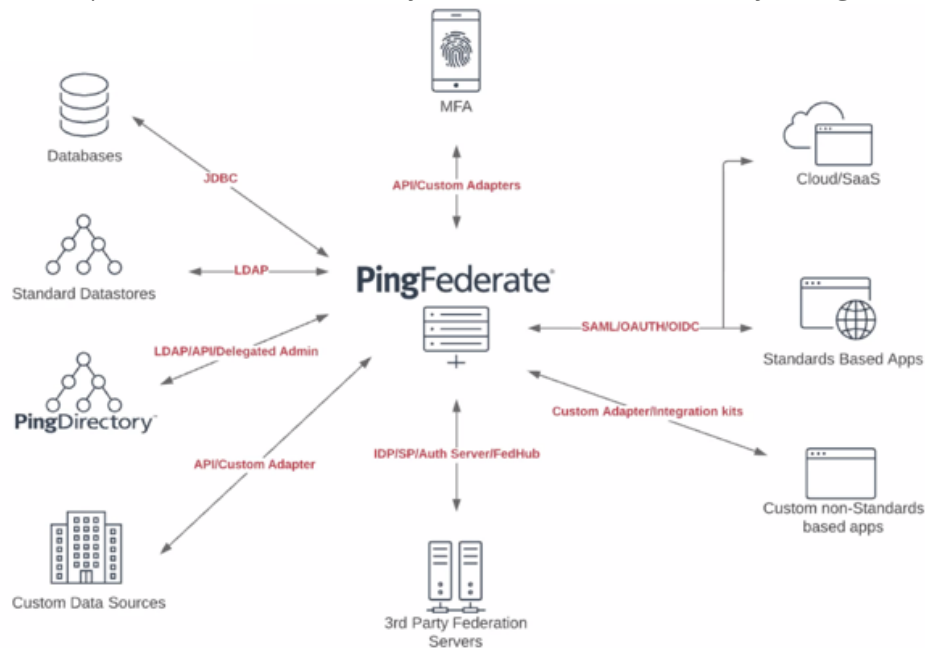 MFA
Databases
Cloud/SaaS
JDBC
API/Custom Adapters
Standard Datastores
LDAP
PingFederate®
SAML/OAUTH/OIDC
Standards Based Apps
LDAP/API/Delegated Admin
PingDirectory™
Custom Adapter/Integration kits
API/Custom Adapter
IDP/SP/Auth Server/FedHub
Custom non-Standards
based apps
Custom Data Sources
3rd Party Federation
Servers